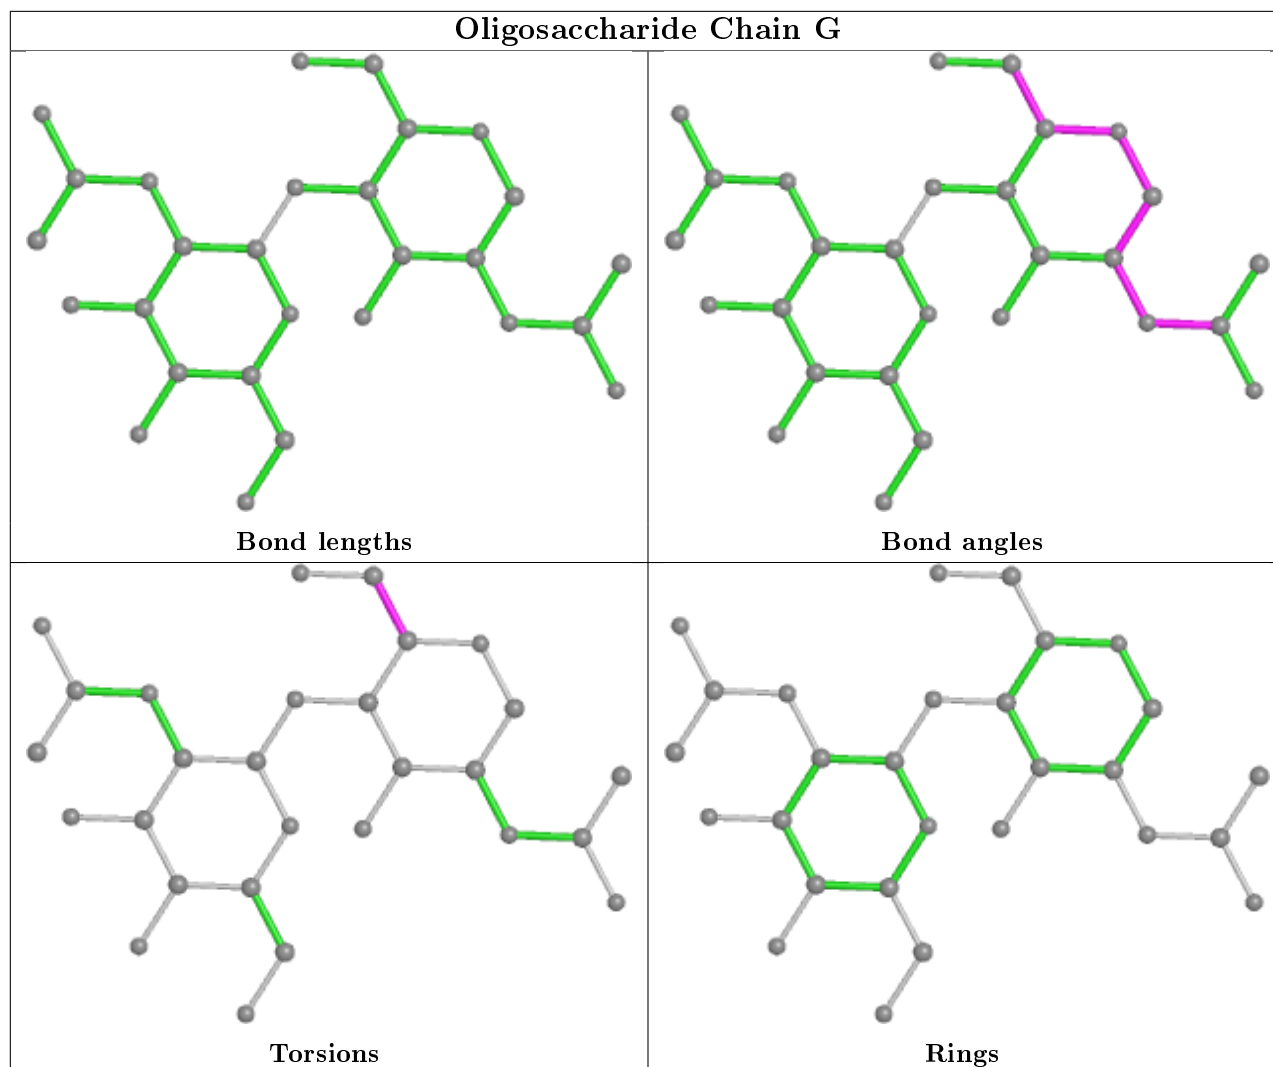 Oligosaccharide Chain G
Bond lengths
Bond angles
Torsions
Rings